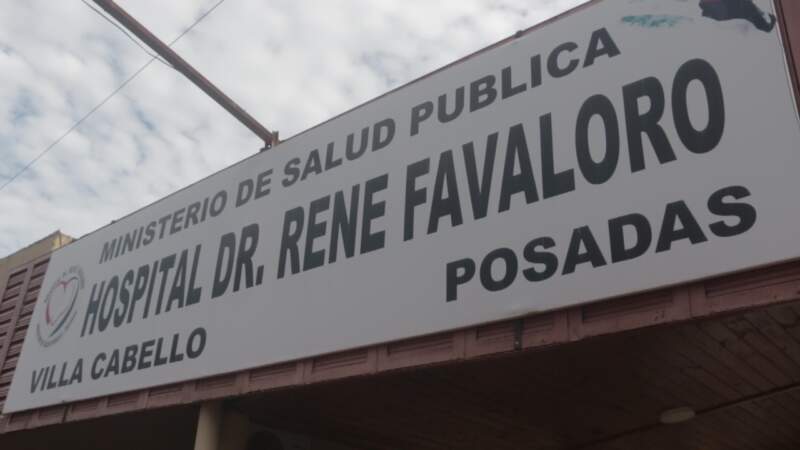 MINISTERIO DE SALUD PUBLICA
HOSPITAL DR. RENE FAVALORO
VILLA CABELLO
POSADAS